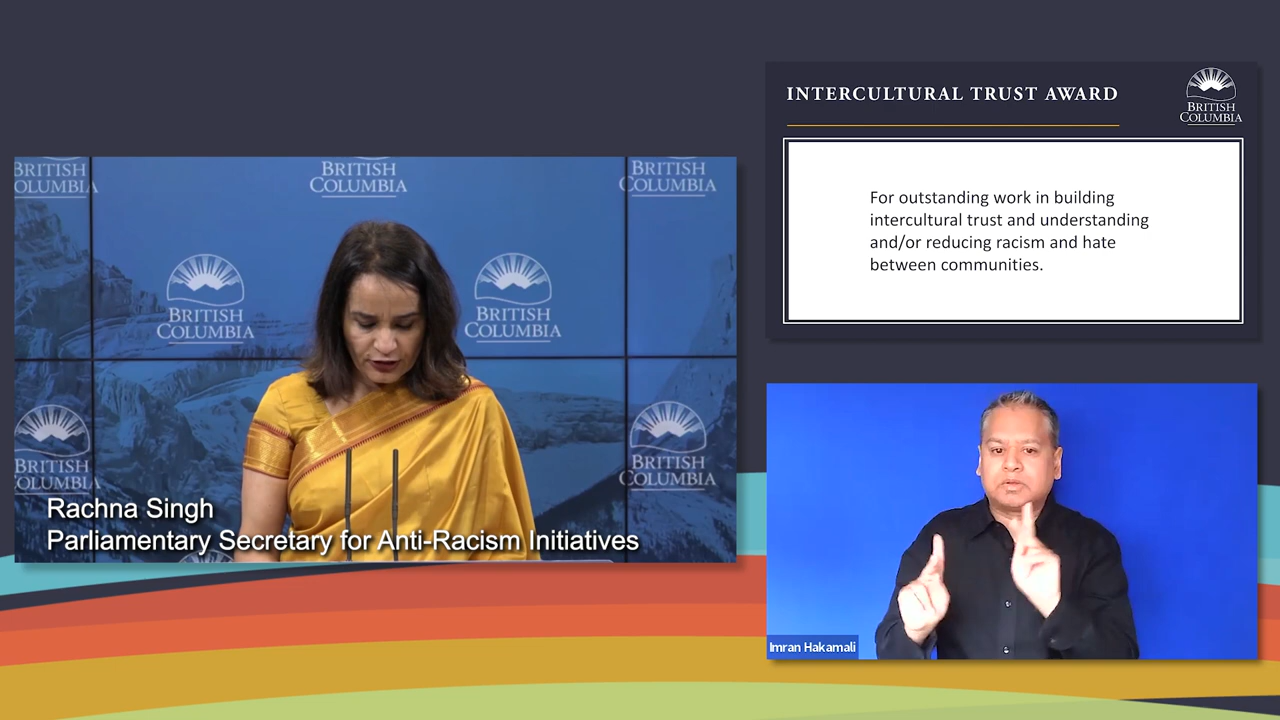 INTERCULTURAL TRUST AWARD
BRITISH
COLUMBIA
For outstanding work in building
intercultural trust and understanding
and/or reducing racism and hate
between communities.
BRITISH
COLUMBIA
BRITISH
COLUMBIA
BRITISH
COLUMBIA
BRITISH
COLUMBIA
BRITISH
COLUMBIA
BRITISH
COLUMBIA
BRITISH
COLUMBIA
Rachna Singh
Parliamentary Secretary for Anti-Racism Initiatives
Imran Hakamali